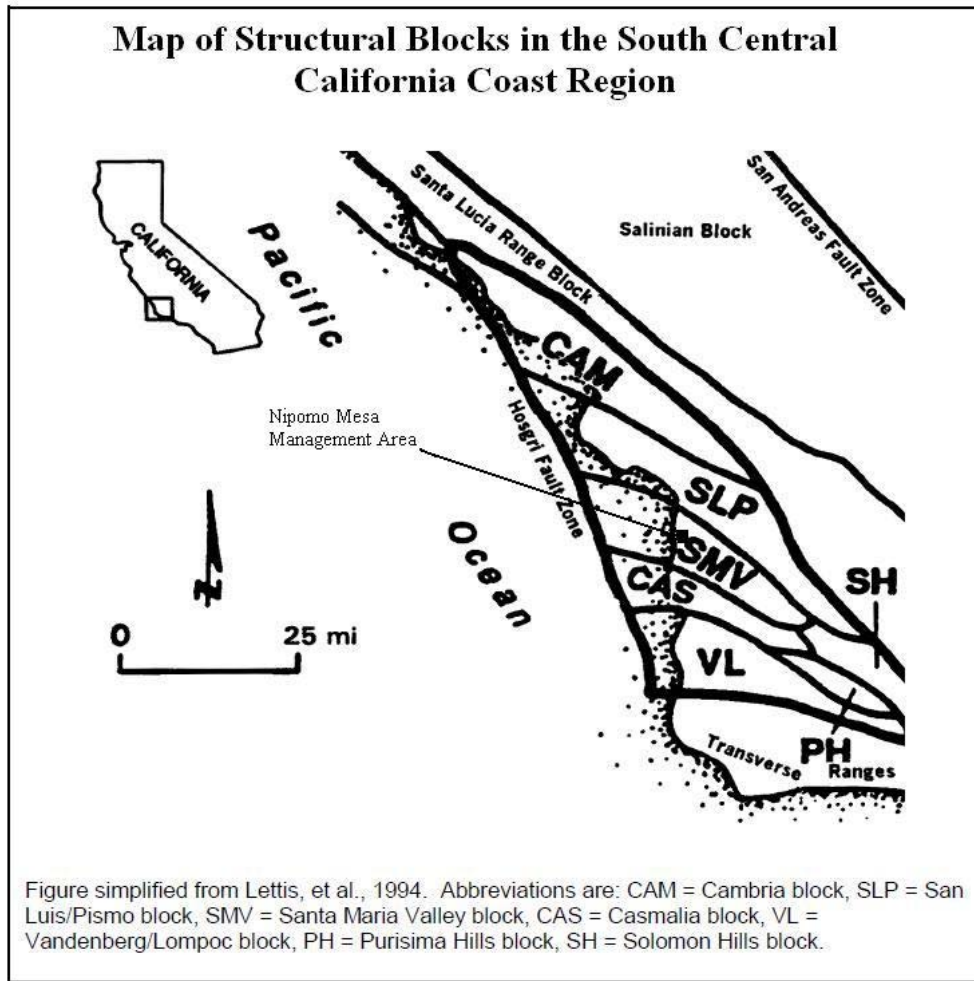 Map of Structural Blocks in the South Central
California Coast Region
CALIFORNIA
Pacific
Ocean
Santa Lucia Range Block
Salinian Block
San Andreas Fault Zone
CAM
Nipomo Mesa
Management Area
Hosgri Fault Zone
SLP
SMV
CAS
SH
N
0 25 mi
VL
PH
Transverse Ranges
Figure simplified from Lettis, et al., 1994. Abbreviations are: CAM = Cambria block, SLP = San
Luis/Pismo block, SMV = Santa Maria Valley block, CAS = Casmalia block, VL =
Vandenberg/Lompoc block, PH = Purisima Hills block, SH = Solomon Hills block.